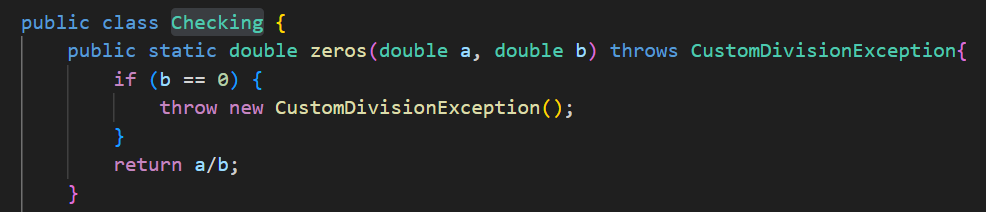 public class Checking {
    public static double zeros(double a, double b) throws CustomDivisionException{
        if (b == 0) {
            throw new CustomDivisionException();
        }
        return a/b;
    }